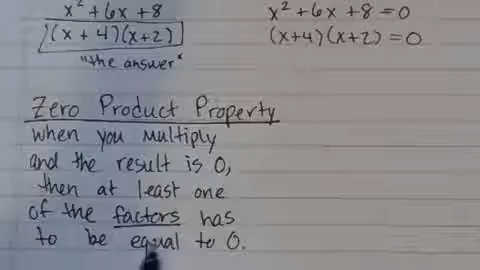 x² + 6x + 8
(x + 4)(x+2)
"the answer"
x² + 6x + 8 = 0
(x+4)(x+2) = 0
Zero Product Property
when you multiply
and the result is 0,
then at least one
of the factors has
to be equal to 0.